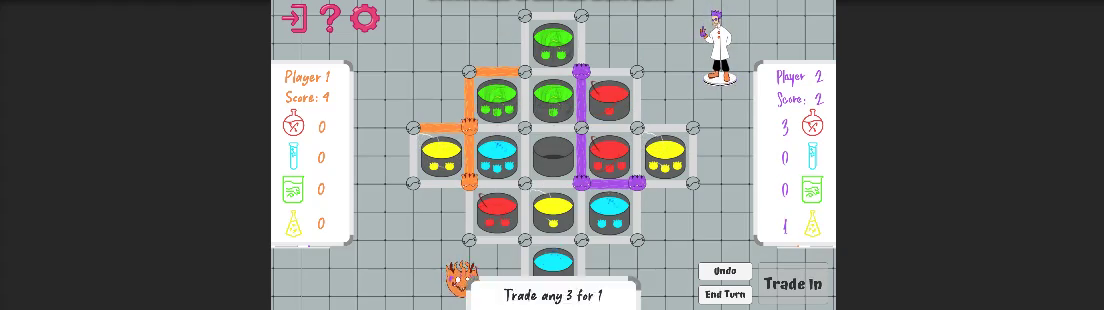 ?
Player 1
Score: 4
0
0
0
0
Player 2
Score: 2
3
0
0
1
Undo
End Turn
Trade In
Trade any 3 for 1